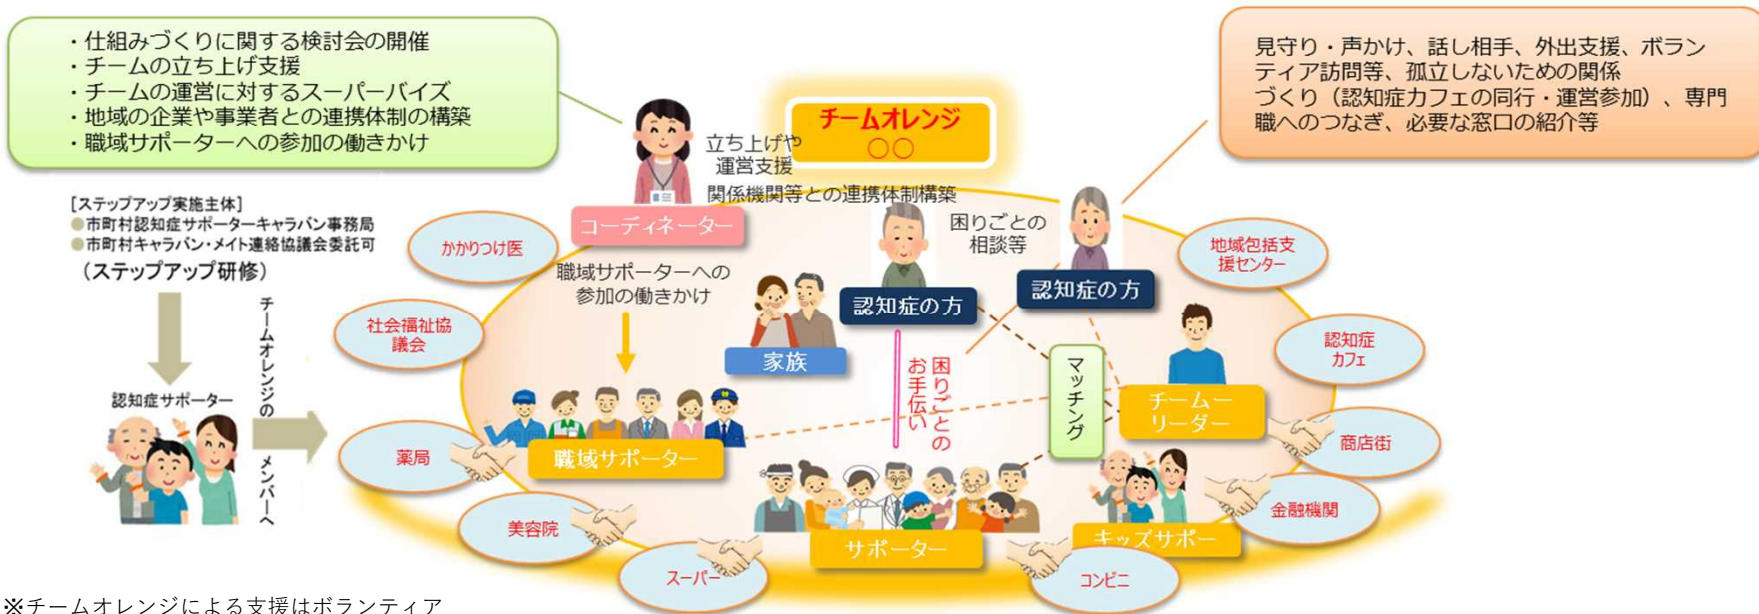 ・仕組みづくりに関する検討会の開催
・チームの立ち上げ支援
・チームの運営に対するスーパーバイズ
・地域の企業や事業者との連携体制の構築
・職域サポーターへの参加の働きかけ
見守り・声かけ、話し相手、外出支援、ボラン
ティア訪問等、孤立しないための関係
づくり（認知症カフェの同行・運営参加）、専門
職へのつなぎ、必要な窓口の紹介等
チームオレンジ
〇〇
立ち上げや
運営支援
関係機関等との連携体制構築
コーディネーター
困りごとの
相談等
[ステップアップ実施主体]
●市町村認知症サポーターキャラバン事務局
●市町村キャラバン・メイト連絡協議会委託可
（ステップアップ研修）
かかりつけ医
地域包括支
援センター
職域サポーターへの
参加の働きかけ
認知症の方
認知症の方
チームオレンジの
メンバーへ
社会福祉協
議会
家族
認知症
カフェ
困りごとの
お手伝い
マッチング
チームー
リーダー
認知症サポーター
薬局
職域サポーター
商店街
美容院
金融機関
サポーター
キッズサポー
スーパー
コンビニ
※チームオレンジによる支援はボランティア